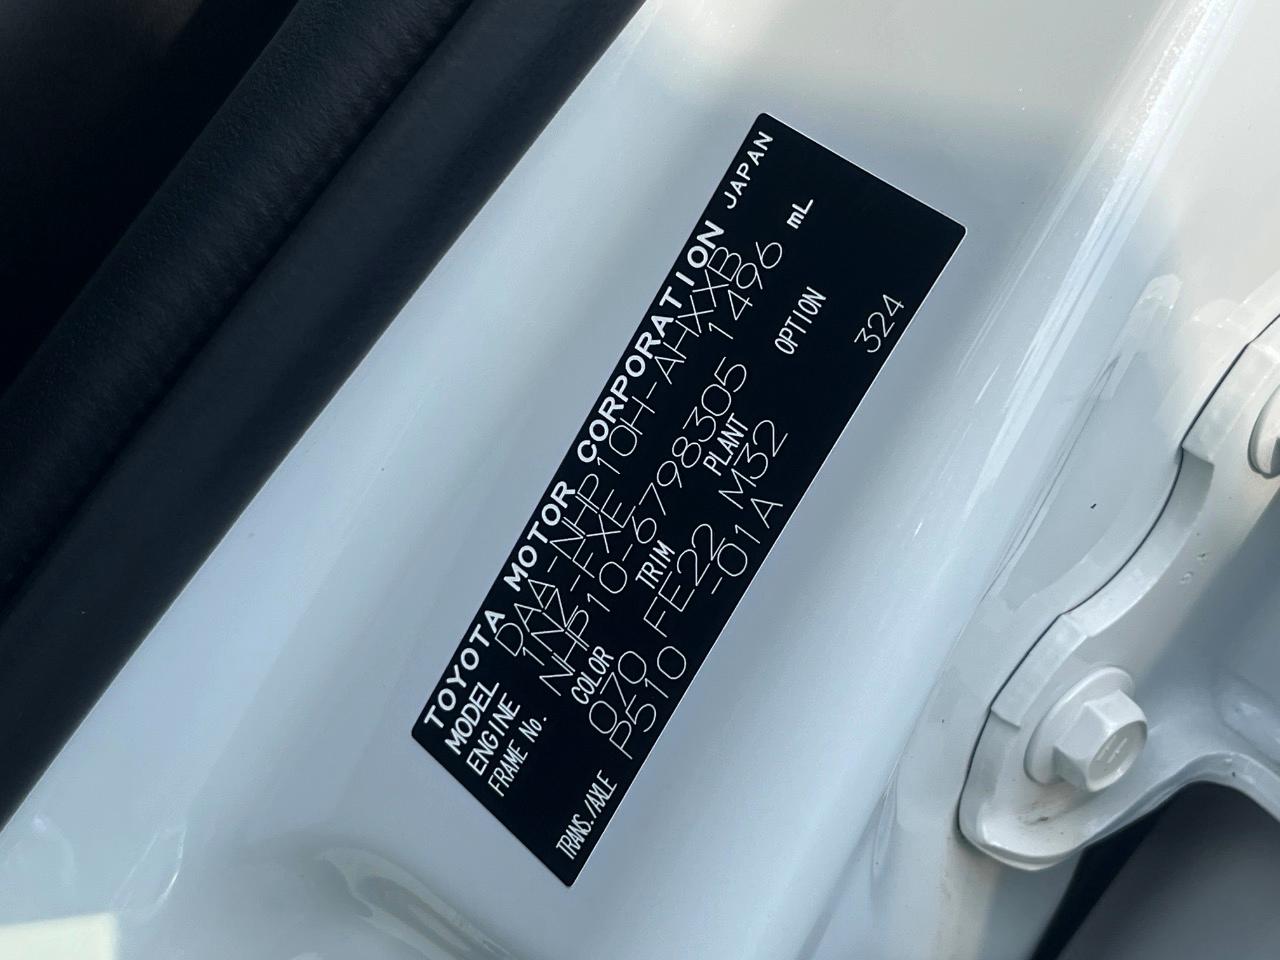 TOYOTA MOTOR CORPORATION JAPAN
MODEL DAA-NHP10H-AHXXB
ENGINE 1NZ-FXE 1496 mL
FRAME No. NHP10-6798305
COLOR TRIM PLANT OPTION
070 FE22 M32
TRANS./AXLE P510 -01A 324